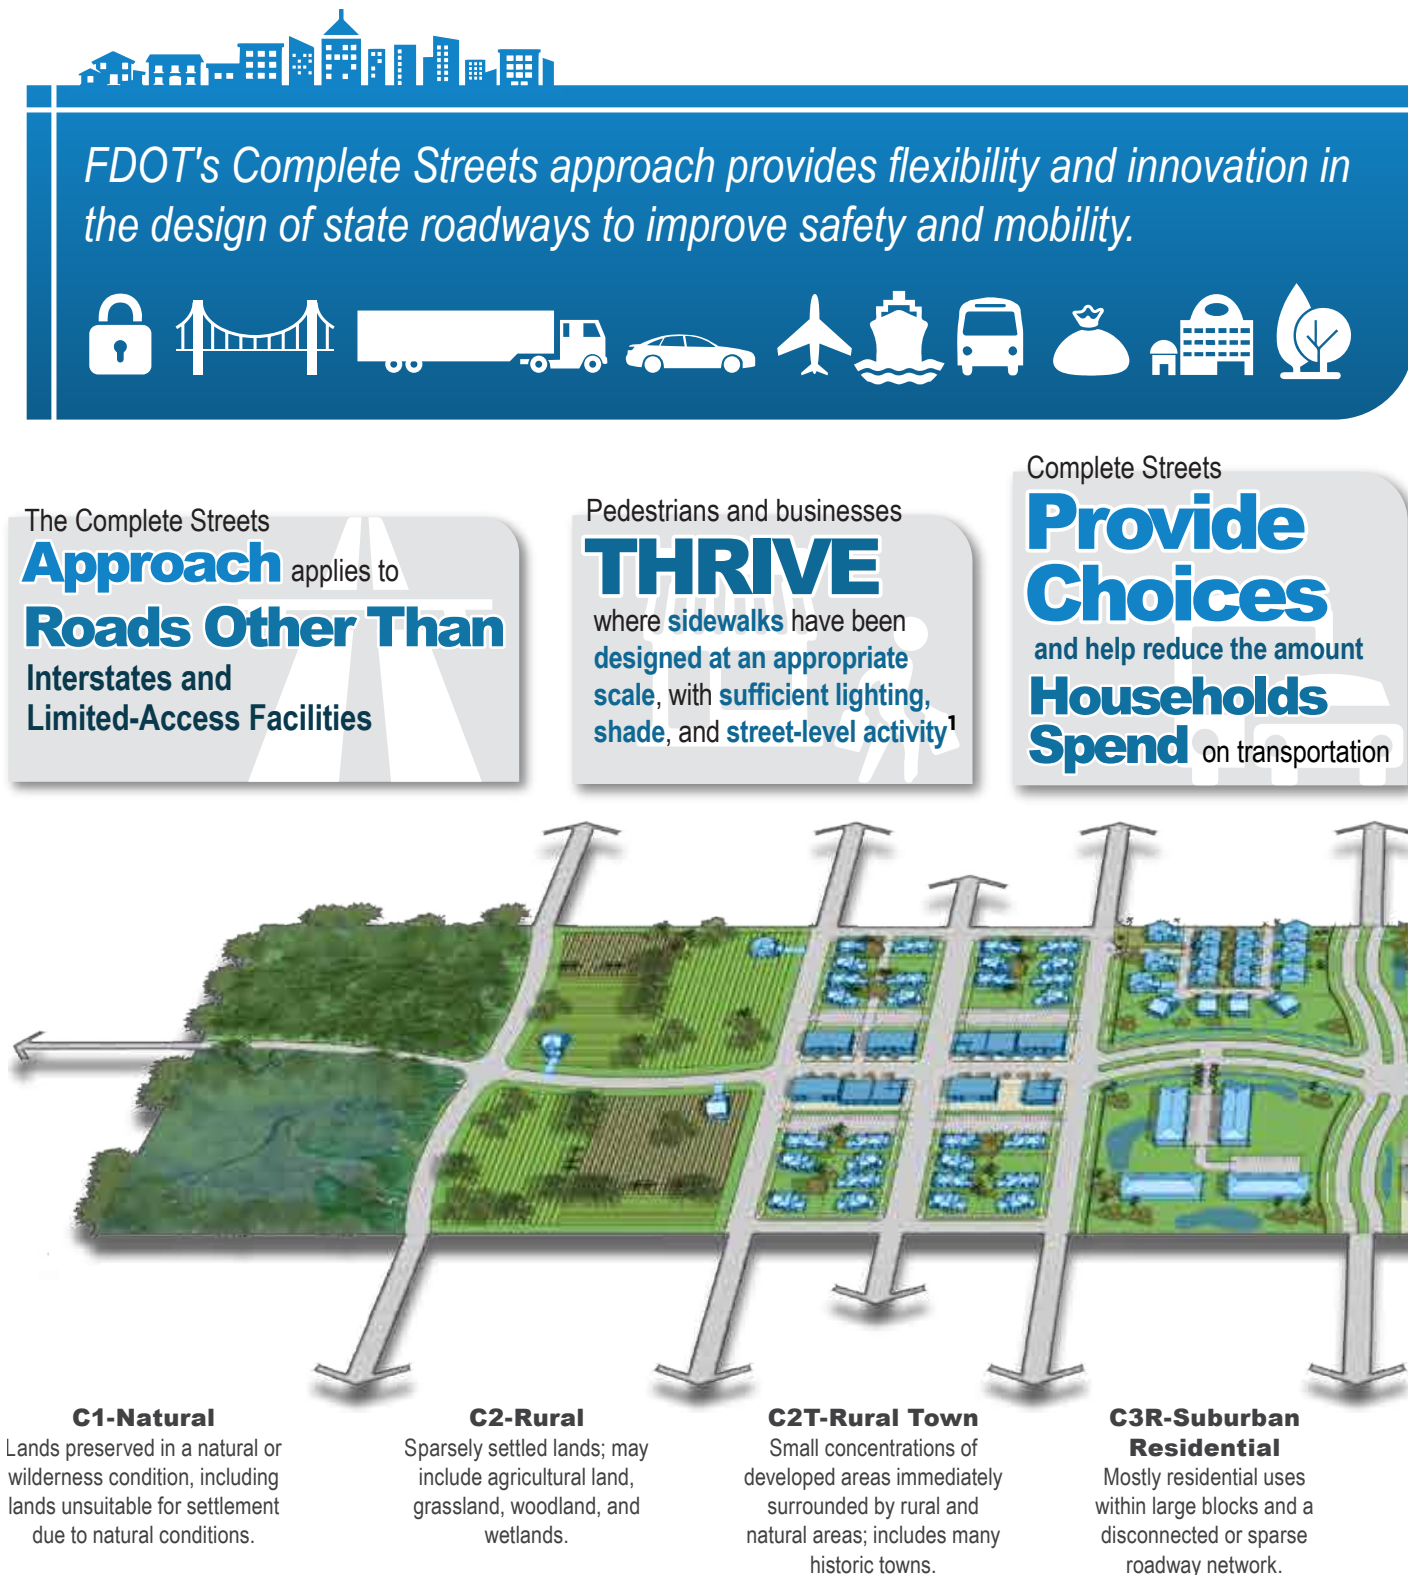 FDOT's Complete Streets approach provides flexibility and innovation in
the design of state roadways to improve safety and mobility.
The Complete Streets
Approach applies to
Roads Other Than
Interstates and
Limited-Access Facilities
Pedestrians and businesses
THRIVE
where sidewalks have been
designed at an appropriate
scale, with sufficient lighting,
shade, and street-level activity1
Complete Streets
Provide
Choices
and help reduce the amount
Households
Spend on transportation
C1-Natural
Lands preserved in a natural or
wilderness condition, including
lands unsuitable for settlement
due to natural conditions.
C2-Rural
Sparsely settled lands; may
include agricultural land,
grassland, woodland, and
wetlands.
C2T-Rural Town
Small concentrations of
developed areas immediately
surrounded by rural and
natural areas; includes many
historic towns.
C3R-Suburban
Residential
Mostly residential uses
within large blocks and a
disconnected or sparse
roadway network.